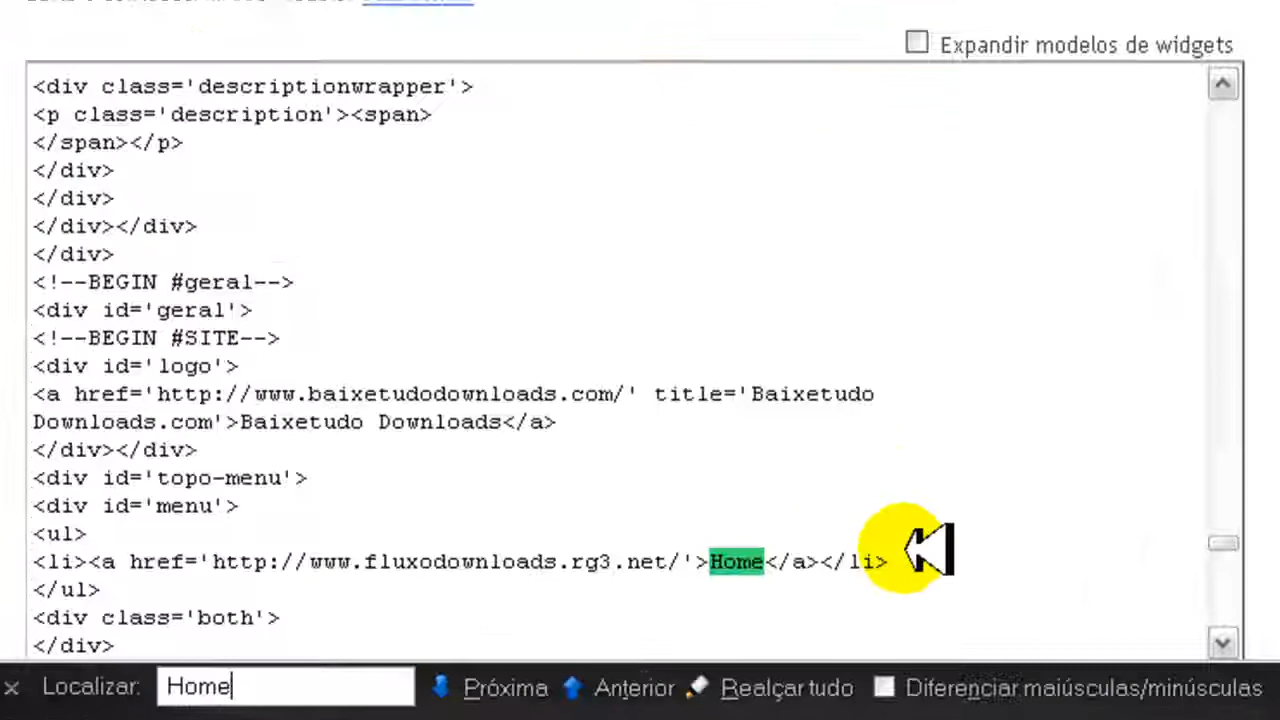 Expandir modelos de widgets
<div class='descriptionwrapper'>
<p class='description'><span>
</span></p>
</div>
</div>
</div></div>
</div>
<!--BEGIN #geral-->
<div id='geral'>
<!--BEGIN #SITE-->
<div id='logo'>
<a href='http://www.baixetudodownloads.com/' title='Baixetudo
Downloads.com'>Baixetudo Downloads</a>
</div></div>
<div id='topo-menu'>
<div id='menu'>
<ul>
<li><a href='http://www.fluxodownloads.rg3.net/'>Home</a></li>
</ul>
<div class='both'>
</div>
Localizar: Home Próxima Anterior Realçar tudo Diferenciar maiúsculas/minúsculas